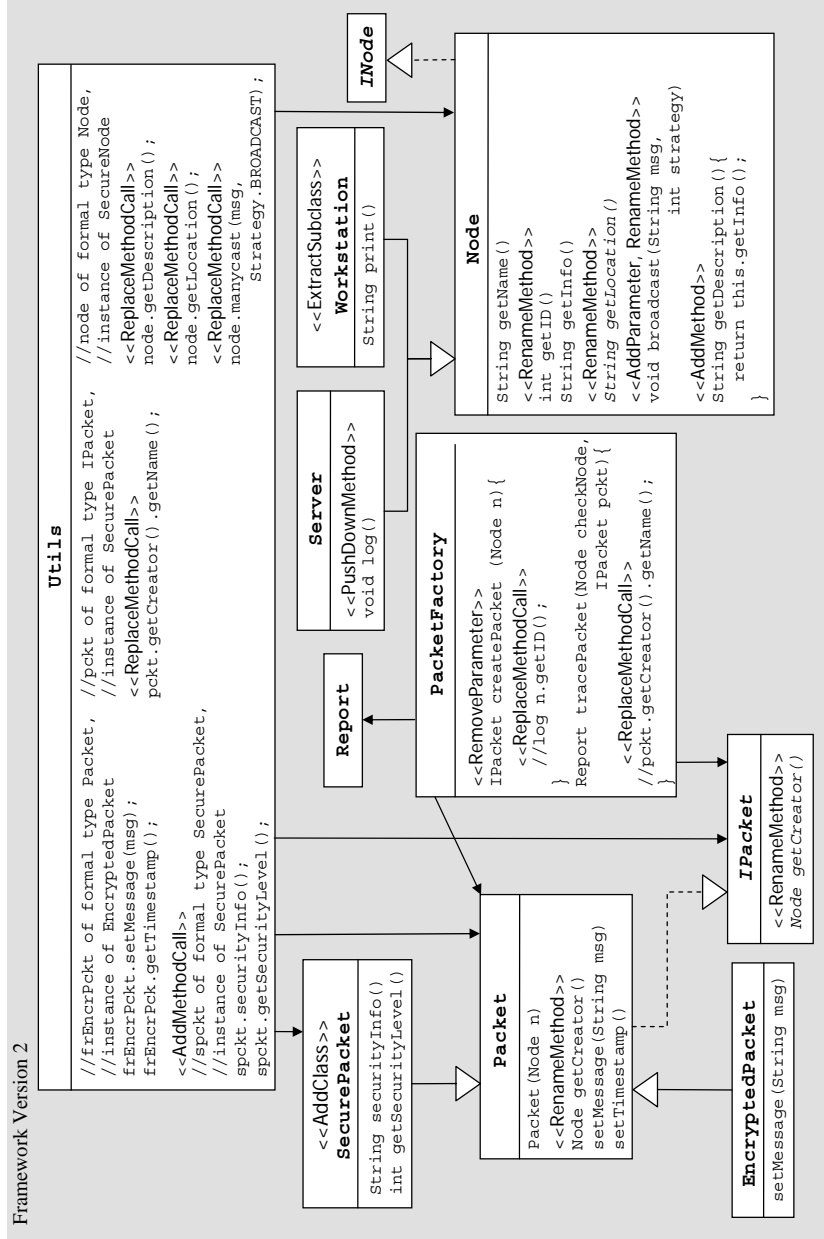 Framework Version 2
Utils
//frEncrPckt of formal type Packet,
//instance of EncryptedPacket
frEncrPckt.setMessage(msg);
frEncrPck.getTimestamp();
<<AddMethodCall>>
//spckt of formal type SecurePacket,
//instance of SecurePacket
spckt.securityInfo();
spckt.getSecurityLevel();
//pckt of formal type IPacket,
//instance of SecurePacket
<<ReplaceMethodCall>>
pckt.getCreator().getName();
//node of formal type Node,
//instance of SecureNode
<<ReplaceMethodCall>>
node.getDescription();
<<ReplaceMethodCall>>
node.getLocation();
<<ReplaceMethodCall>>
node.manycast(msg,
Strategy.BROADCAST);
<<AddClass>>
SecurePacket
String securityInfo()
int getSecurityLevel()
Report
Server
<<PushDownMethod>>
void log()
<<ExtractSubclass>>
Workstation
String print()
INode
Packet
Packet(Node n)
<<RenameMethod>>
Node getCreator()
setMessage(String msg)
setTimestamp()
PacketFactory
<<RemoveParameter>>
IPacket createPacket (Node n){
<<ReplaceMethodCall>>
//log n.getID();
}
Report tracePacket(Node checkNode,
IPacket pckt){
<<ReplaceMethodCall>>
//pckt.getCreator().getName();
}
Node
String getName()
<<RenameMethod>>
int getID()
String getInfo()
<<RenameMethod>>
String getLocation()
<<AddParameter, RenameMethod>>
void broadcast(String msg,
int strategy)
<<AddMethod>>
String getDescription(){
return this.getInfo();
}
EncryptedPacket
setMessage(String msg)
IPacket
<<RenameMethod>>
Node getCreator()